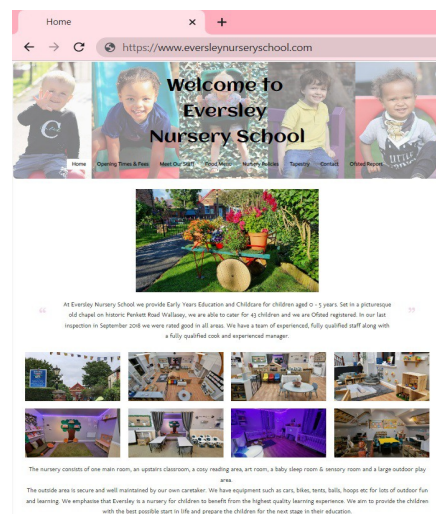 Home
https://www.eversleynurseryschool.com
Welcome to
Eversley
Nursery School
Home Opening Times & Fees Meet Our Staff Food Menu Nursery Policies Tapestry Contact Ofsted Report
At Eversley Nursery School we provide Early Years Education and Childcare for children aged 0 - 5 years. Set in a picturesque
old chapel on historic Penkett Road Wallasey, we are able to cater for 43 children and we are Ofsted registered. In our last
inspection in September 2016 we were rated good in all areas. We have a team of experienced, fully qualified staff along with
a fully qualified cook and experienced manager.
The nursery consists of one main room, an upstairs classroom, a cosy reading area, art room, a baby sleep room & sensory room and a large outdoor play
area.
The outside area is secure and well maintained by our own caretaker. We have equipment such as cars, bikes, tents, balls, hoops etc for lots of outdoor fun
and learning. We emphasise that Eversley is a nursery for children to benefit from the highest quality learning experience. We aim to provide the children
with the best possible start in life and prepare the children for the next stage in their education.